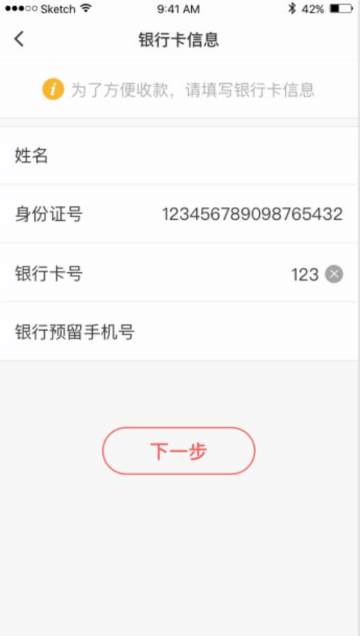 Sketch 9:41 AM 42%
银行卡信息
i 为了方便收款，请填写银行卡信息
姓名
身份证号 123456789098765432
银行卡号 123
银行预留手机号
下一步